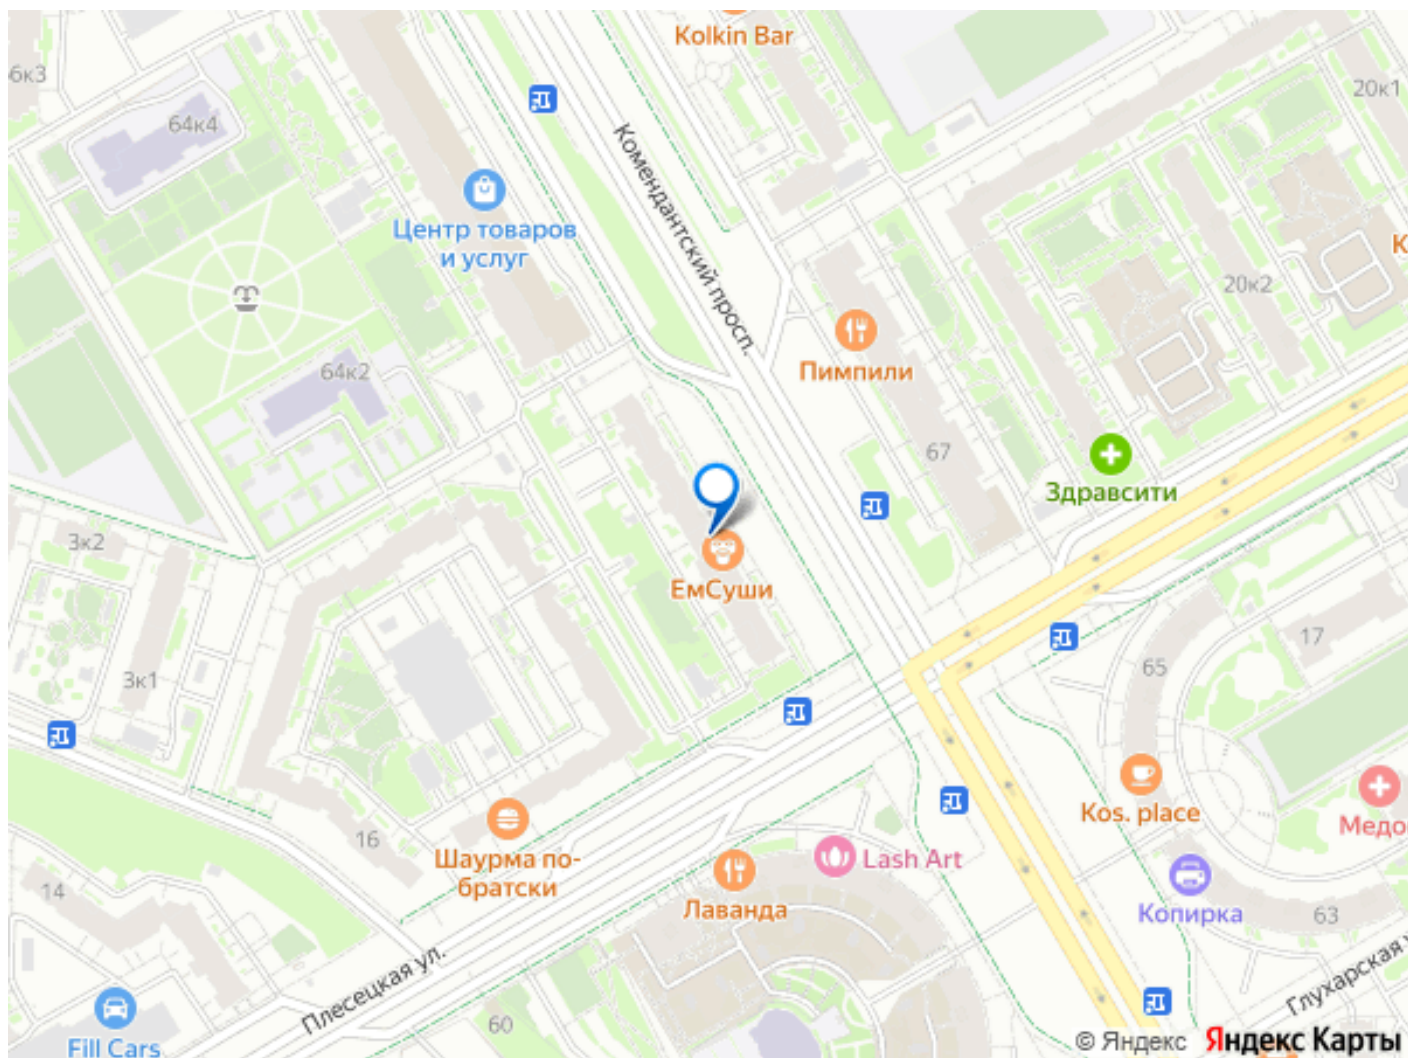 Kolkin Bar
6к3
20к1
64к4
Комендантский просп.
Центр товаров
и услуг
20к2
К
64к2
Пимпили
67
Здравсити
3к2
ЕмСуши
17
65
3к1
Kos. place
Медо
16
Шаурма по-
братски
Lash Art
14
Лаванда
Копирка
63
Плесецкая ул.
Глухарская у
60
Fill Cars
© Яндекс Яндекс Карты